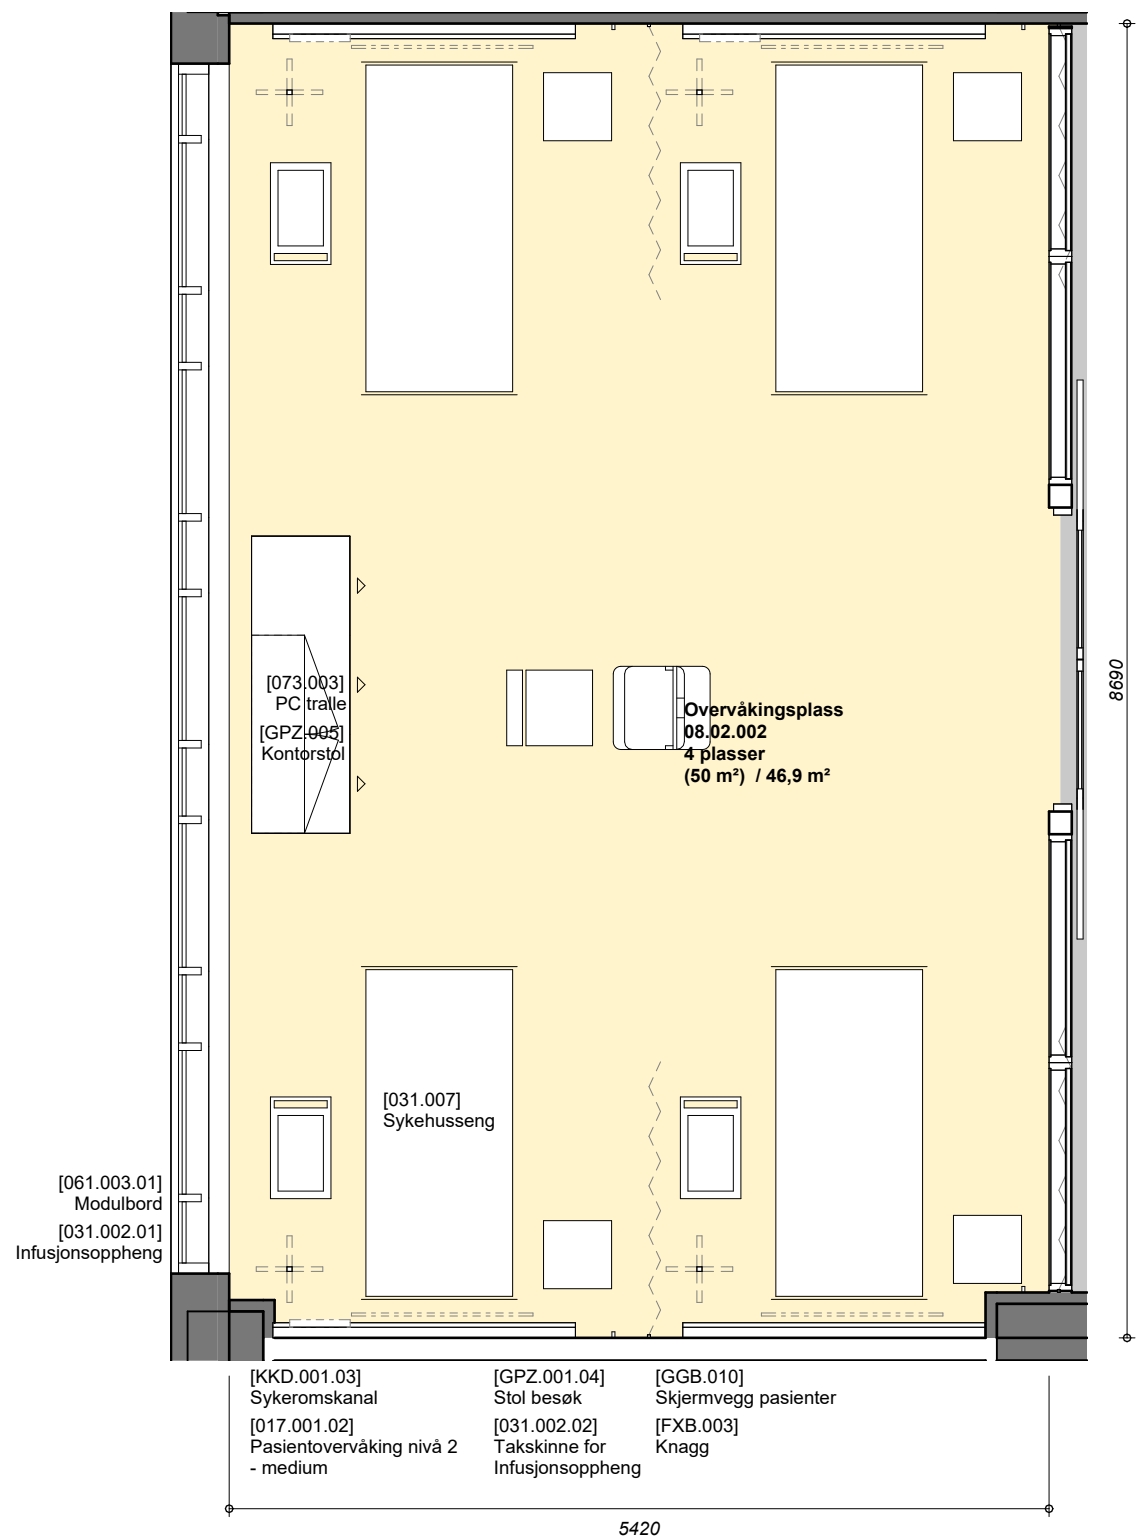 [073.003]
PC tralle
[GPZ.005]
Kontorstol
Overvåkingsplass
08.02.002
4 plasser
(50 m²)  / 46,9 m²
8690
[031.007]
Sykehusseng
[061.003.01]
Modulbord
[031.002.01]
Infusjonsoppheng
[KKD.001.03]
Sykeromskanal
[017.001.02]
Pasientovervåking nivå 2
- medium
[GPZ.001.04]
Stol besøk
[031.002.02]
Takskinne for
Infusjonsoppheng
[GGB.010]
Skjermvegg pasienter
[FXB.003]
Knagg
5420